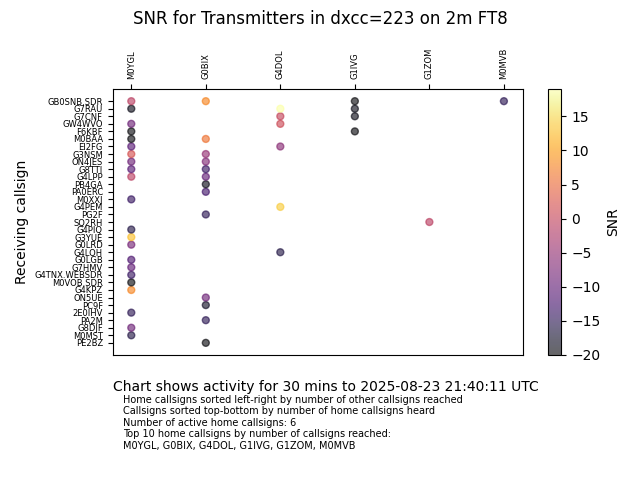 SNR for Transmitters in dxcc=223 on 2m FT8
M0YGL G0BIX G4DOL G1IVG G1ZOM M0MVB
GB0SNB.SDR
G7RAU
G7CNF
GW4WVO
F6KBF
M0BAA
EI2FG
G3NSM
ON4IES
G8TTI
G4LPP
PB4GA
PA0ERC
M0XXJ
G4PEM
PG2F
SQ2RH
G4PIQ
G3YUE
G0LRD
G4LOH
G0LGB
G7HMV
G4TNX.WEBSDR
M0VOB.SDR
G4KPZ
ON5UE
PC9F
2E0IHV
PA2M
G8DJF
M0MST
PE2BZ
Receiving callsign
15
10
5
0
−5
−10
−15
−20
SNR
Chart shows activity for 30 mins to 2025-08-23 21:40:11 UTC
Home callsigns sorted left-right by number of other callsigns reached
Callsigns sorted top-bottom by number of home callsigns heard
Number of active home callsigns: 6
Top 10 home callsigns by number of callsigns reached:
M0YGL, G0BIX, G4DOL, G1IVG, G1ZOM, M0MVB